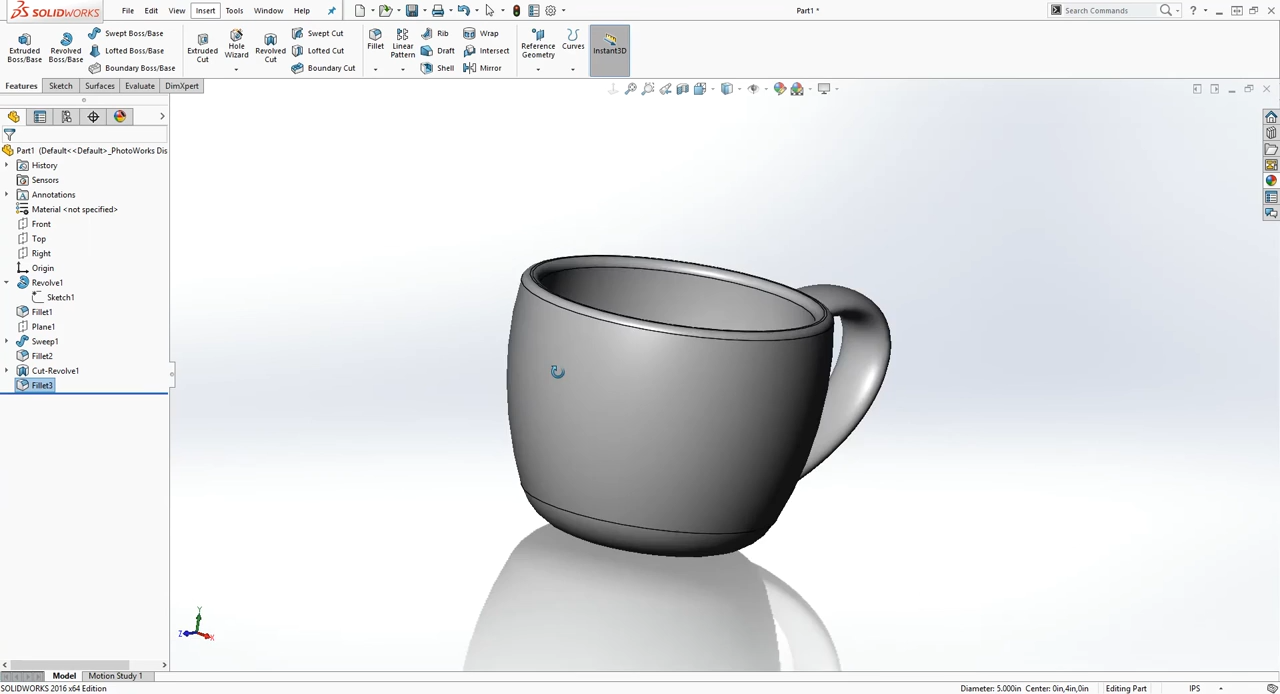 SOLIDWORKS File Edit View Insert Tools Window Help Part1 * Search Commands ?
Extruded Boss/Base Revolved Boss/Base Swept Boss/Base Lofted Boss/Base Boundary Boss/Base Extruded Cut Hole Wizard Revolved Cut Swept Cut Lofted Cut Boundary Cut Fillet Linear Pattern Rib Draft Shell Wrap Intersect Mirror Reference Geometry Curves Instant3D
Features Sketch Surfaces Evaluate DimXpert
Part1 (Default<<Default>_PhotoWorks Dis
History
Sensors
Annotations
Material <not specified>
Front
Top
Right
Origin
Revolve1
Sketch1
Fillet1
Plane1
Sweep1
Fillet2
Cut-Revolve1
Fillet3
Y
Z X
Model Motion Study 1
SOLIDWORKS 2016 x64 Edition Diameter: 5.000in Center: 0in,4in,0in Editing Part IPS